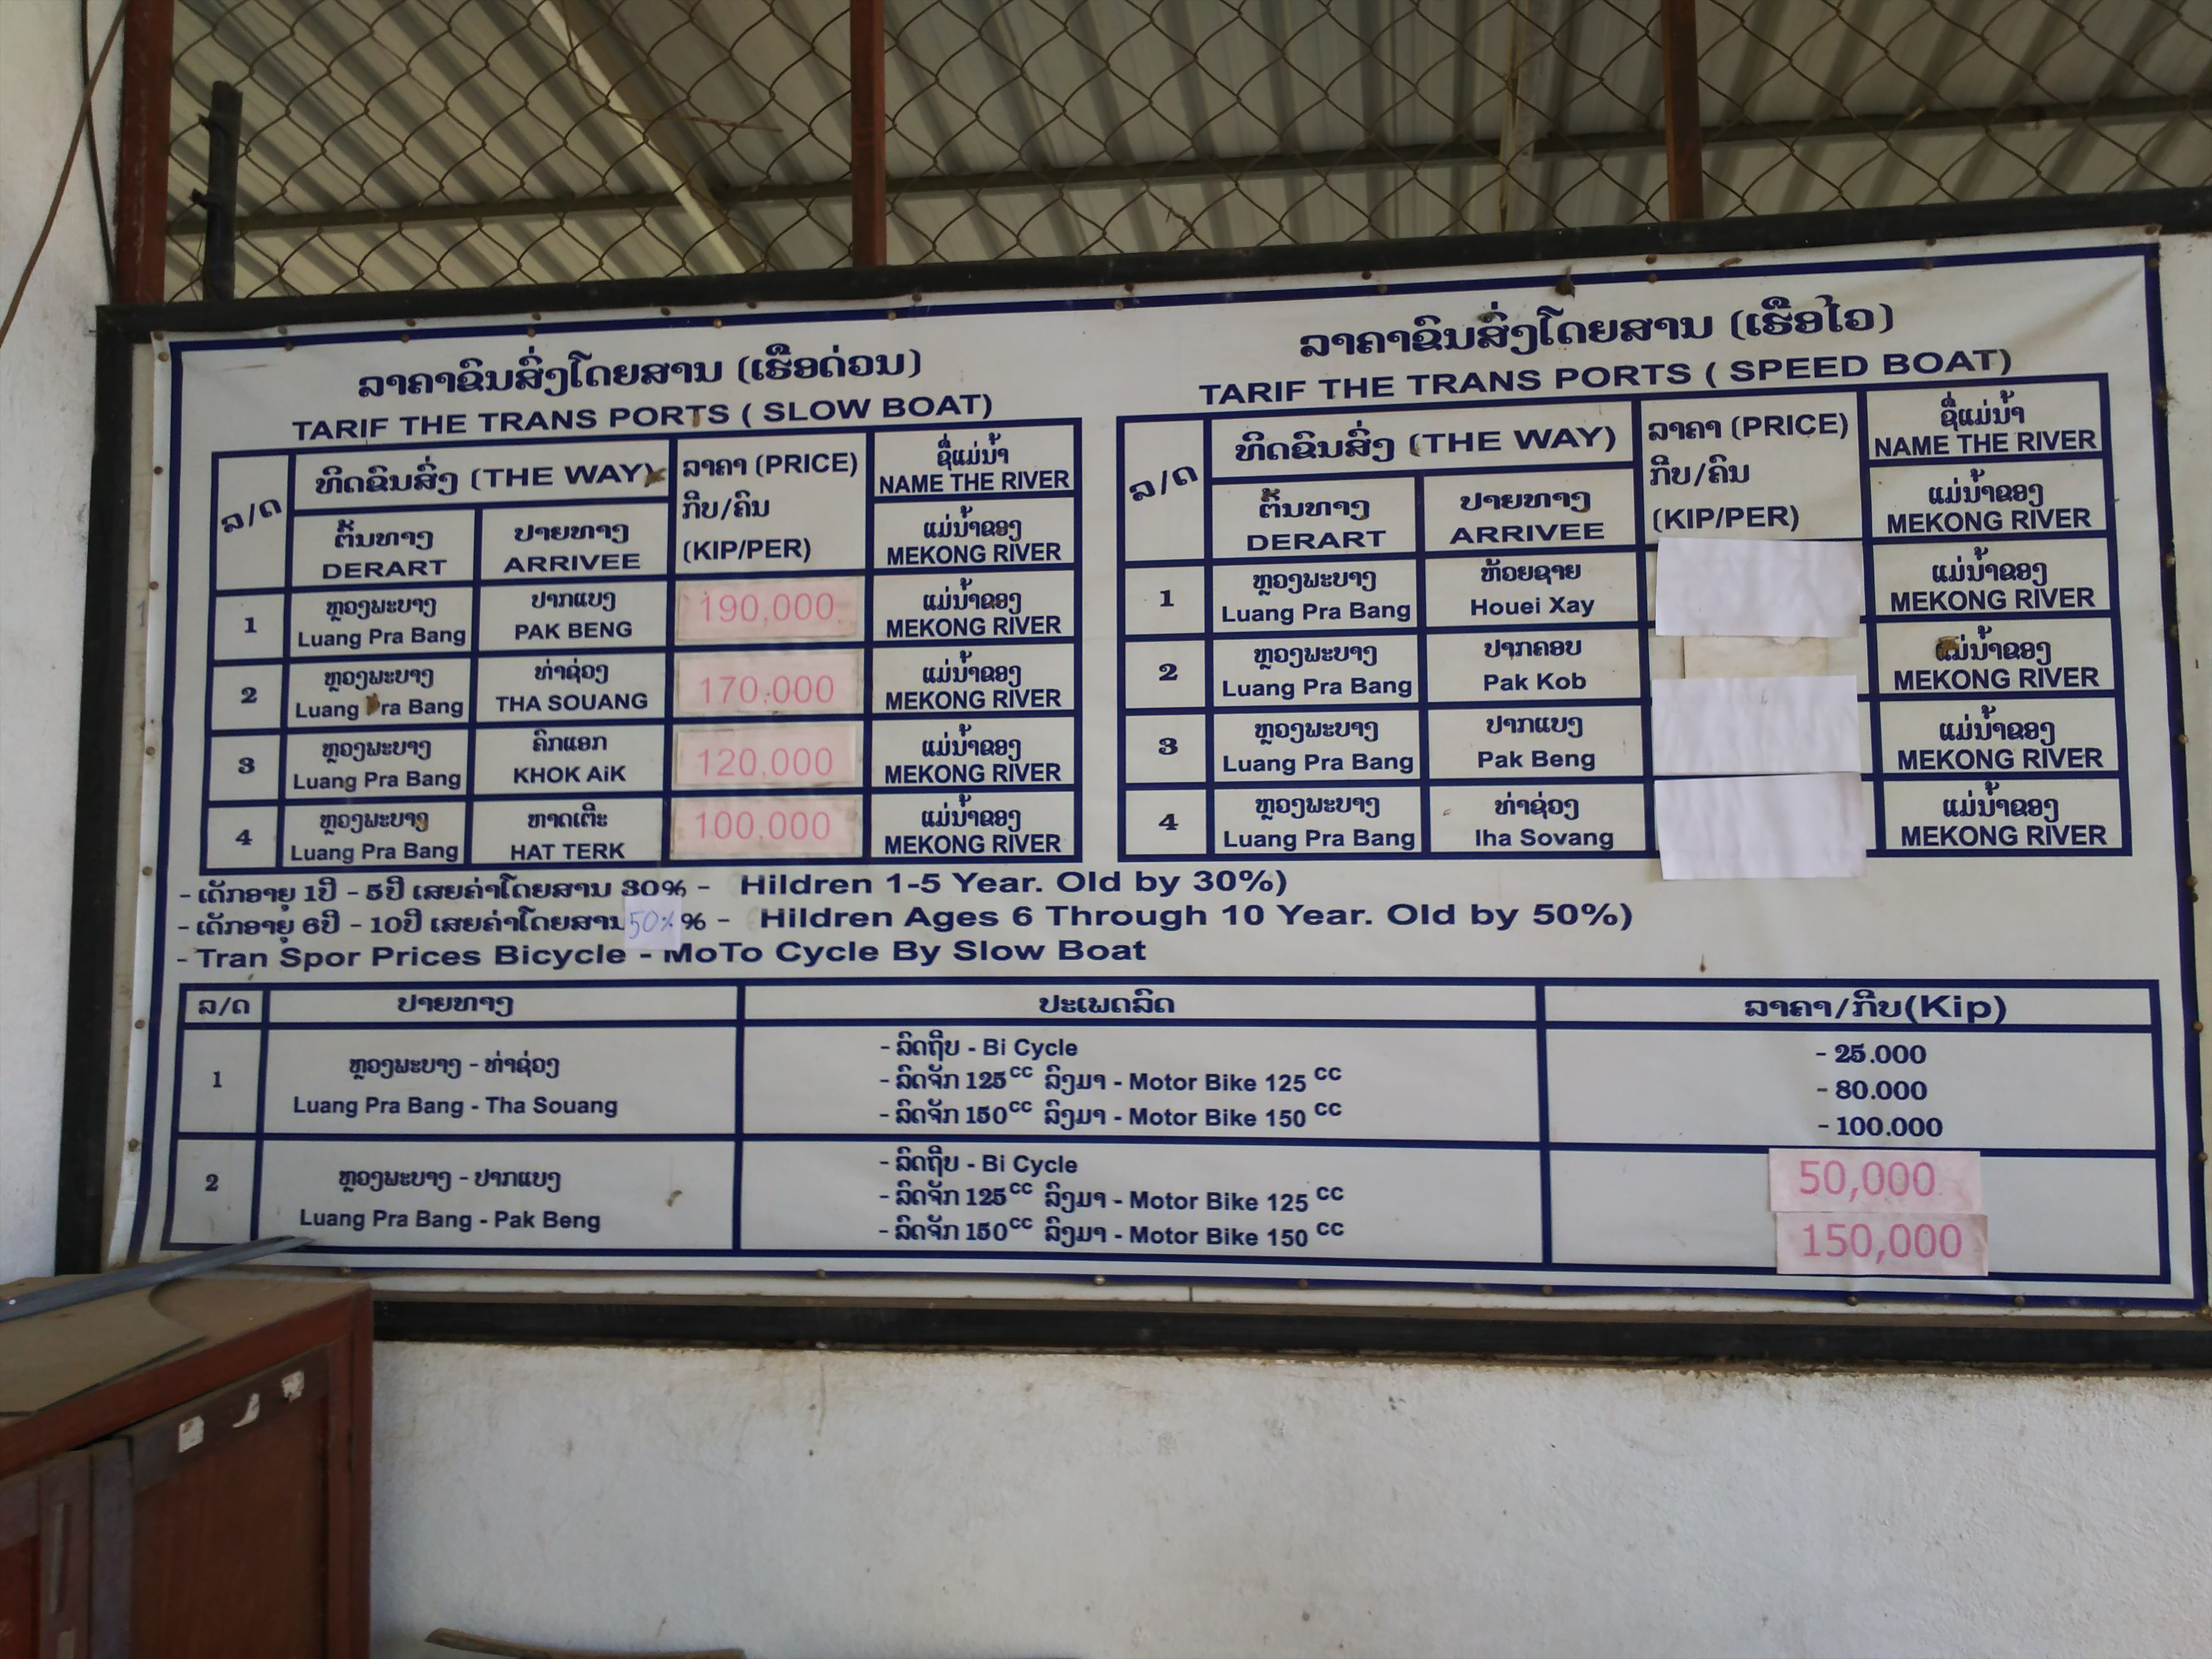 ລາຄາຂົນສົ່ງໂດຍສານ (ເຮືອດ່ວນ)
TARIF THE TRANS PORTS ( SLOW BOAT)
ລ/ດ
ທິດຂົນສົ່ງ (THE WAY)
ລາຄາ (PRICE)
ກີບ/ຄົນ
(KIP/PER)
ຊື່ແມ່ນ້ຳ
NAME THE RIVER
ຕົ້ນທາງ
DERART
ປາຍທາງ
ARRIVEE
ແມ່ນ້ຳຂອງ
MEKONG RIVER
1
ຫຼວງພະບາງ
Luang Pra Bang
ປາກແບງ
PAK BENG
190,000
ແມ່ນ້ຳຂອງ
MEKONG RIVER
2
ຫຼວງພະບາງ
Luang Pra Bang
ທ່າຊ່ວງ
THA SOUANG
170,000
ແມ່ນ້ຳຂອງ
MEKONG RIVER
3
ຫຼວງພະບາງ
Luang Pra Bang
ຄົກແອກ
KHOK AiK
120,000
ແມ່ນ້ຳຂອງ
MEKONG RIVER
4
ຫຼວງພະບາງ
Luang Pra Bang
ຫາດເຕີະ
HAT TERK
100,000
ແມ່ນ້ຳຂອງ
MEKONG RIVER
ລາຄາຂົນສົ່ງໂດຍສານ (ເຮືອໄວ)
TARIF THE TRANS PORTS ( SPEED BOAT)
ລ/ດ
ທິດຂົນສົ່ງ (THE WAY)
ລາຄາ (PRICE)
ກີບ/ຄົນ
(KIP/PER)
ຊື່ແມ່ນ້ຳ
NAME THE RIVER
ຕົ້ນທາງ
DERART
ປາຍທາງ
ARRIVEE
ແມ່ນ້ຳຂອງ
MEKONG RIVER
1
ຫຼວງພະບາງ
Luang Pra Bang
ຫ້ວຍຊາຍ
Houei Xay
ແມ່ນ້ຳຂອງ
MEKONG RIVER
2
ຫຼວງພະບາງ
Luang Pra Bang
ປາກຄອບ
Pak Kob
ແມ່ນ້ຳຂອງ
MEKONG RIVER
3
ຫຼວງພະບາງ
Luang Pra Bang
ປາກແບງ
Pak Beng
ແມ່ນ້ຳຂອງ
MEKONG RIVER
4
ຫຼວງພະບາງ
Luang Pra Bang
ທ່າຊ່ວງ
Iha Sovang
ແມ່ນ້ຳຂອງ
MEKONG RIVER
- ເດັກອາຍຸ 1ປີ - 5ປີ ເສຍຄ່າໂດຍສານ 30% - Hildren 1-5 Year. Old by 30%)
- ເດັກອາຍຸ 6ປີ - 10ປີ ເສຍຄ່າໂດຍສານ 50% % - Hildren Ages 6 Through 10 Year. Old by 50%)
- Tran Spor Prices Bicycle - MoTo Cycle By Slow Boat
ລ/ດ
ປາຍທາງ
ປະເພດລົດ
ລາຄາ/ກີບ(Kip)
1
ຫຼວງພະບາງ - ທ່າຊ່ວງ
Luang Pra Bang - Tha Souang
- ລົດຖີບ - Bi Cycle
- ລົດຈັກ 125cc ລົງມາ - Motor Bike 125 cc
- ລົດຈັກ 150cc ລົງມາ - Motor Bike 150 cc
- 25.000
- 80.000
- 100.000
2
ຫຼວງພະບາງ - ປາກແບງ
Luang Pra Bang - Pak Beng
- ລົດຖີບ - Bi Cycle
- ລົດຈັກ 125cc ລົງມາ - Motor Bike 125 cc
- ລົດຈັກ 150cc ລົງມາ - Motor Bike 150 cc
50,000
150,000